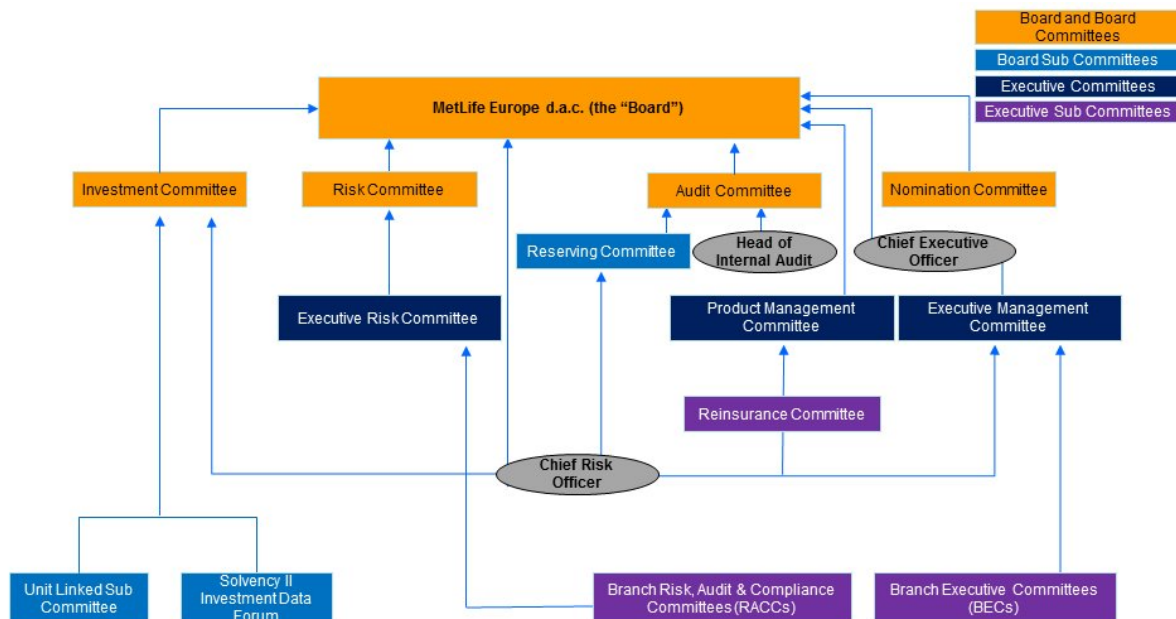 Board and Board
Committees
Board Sub Committees
Executive Committees
Executive Sub Committees
MetLife Europe d.a.c. (the “Board”)
Investment Committee
Risk Committee
Audit Committee
Nomination Committee
Reserving Committee
Head of
Internal Audit
Chief Executive
Officer
Executive Risk Committee
Product Management
Committee
Executive Management
Committee
Reinsurance Committee
Chief Risk
Officer
Unit Linked Sub
Committee
Solvency II
Investment Data
Forum
Branch Risk, Audit & Compliance
Committees (RACCs)
Branch Executive Committees
(BECs)